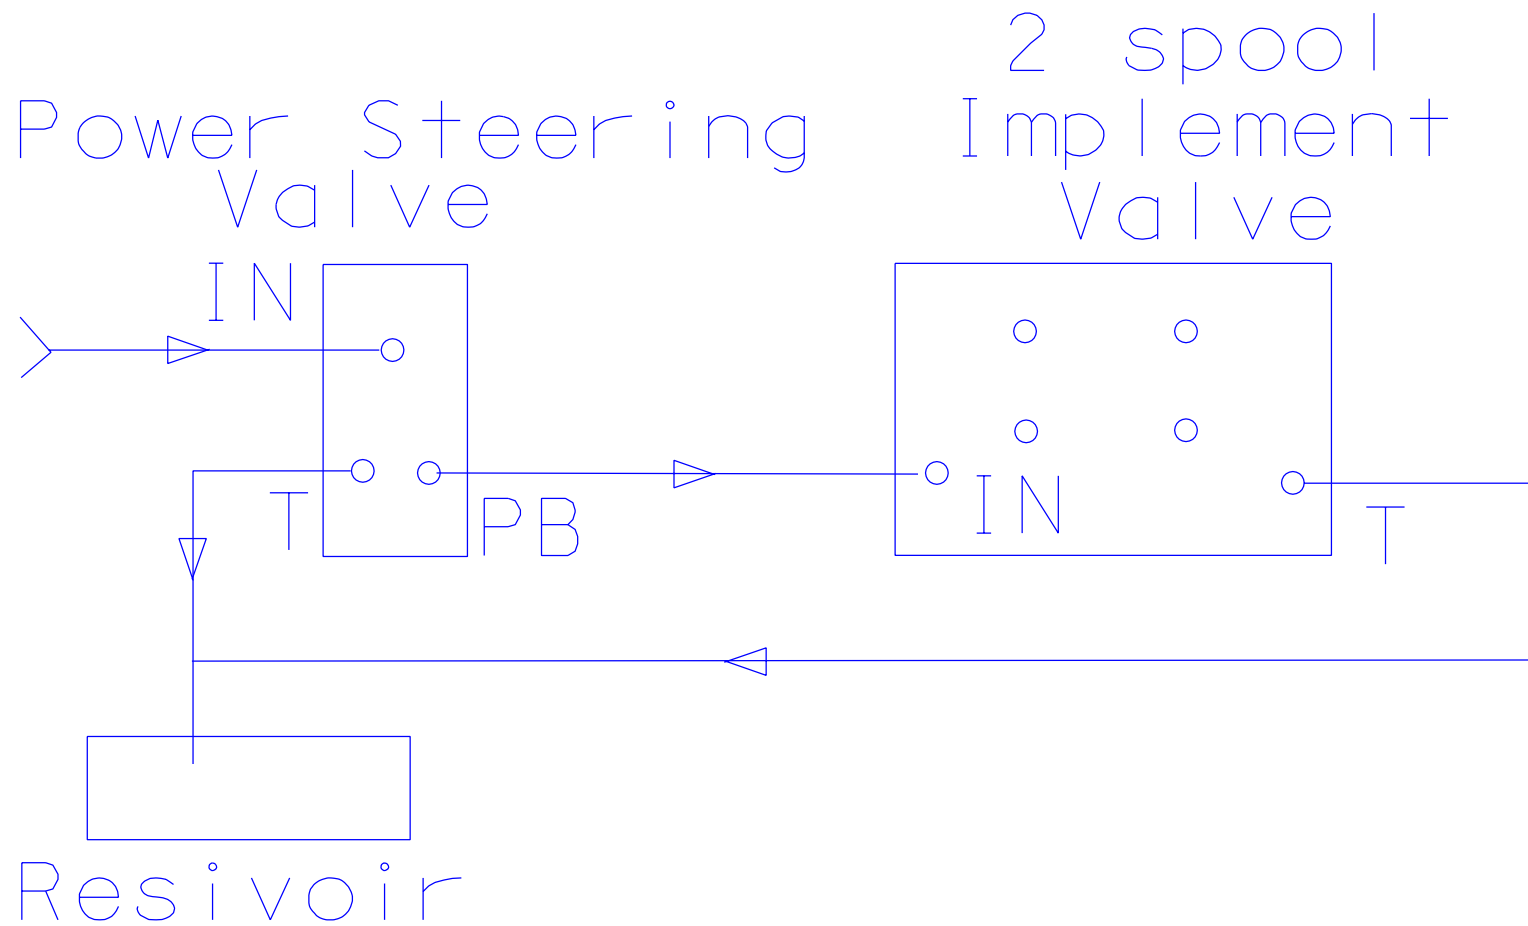 Power Steering
Valve
2 spool
Implement
Valve
IN
T
PB
IN
T
Resivoir